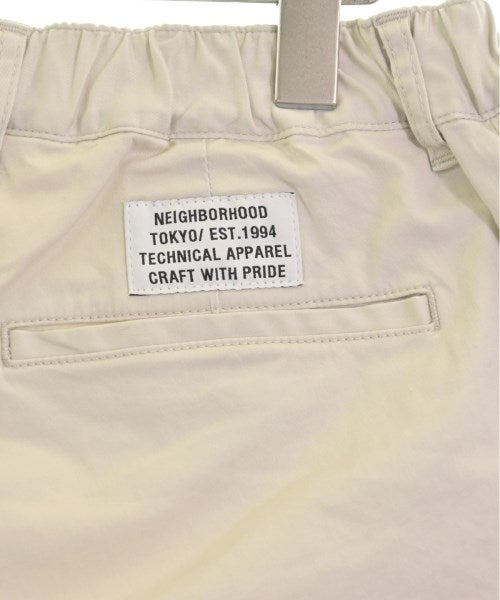 NEIGHBORHOOD
TOKYO/ EST.1994
TECHNICAL APPAREL
CRAFT WITH PRIDE